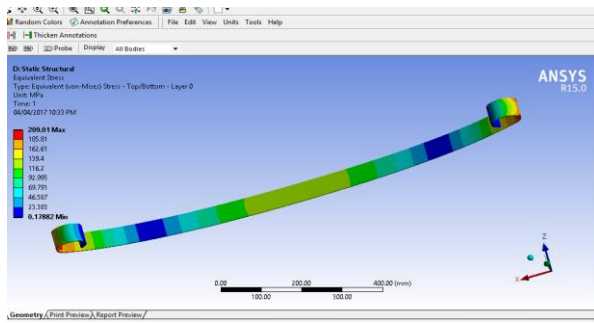 Random Colors Annotation Preferences File Edit View Units Tools Help
Thicken Annotations
Probe Display All Bodies
D: Static Structural
Equivalent Stress
Type: Equivalent (von-Mises) Stress - Top/Bottom - Layer 0
Unit: MPa
Time: 1
04/04/2017 10:33 PM
ANSYS
R15.0
209.01 Max
185.81
162.61
139.4
116.2
92.995
69.791
46.587
23.383
0.17882 Min
Z
X
0.00 200.00 400.00 (mm)
100.00 300.00
Geometry Print Preview Report Preview